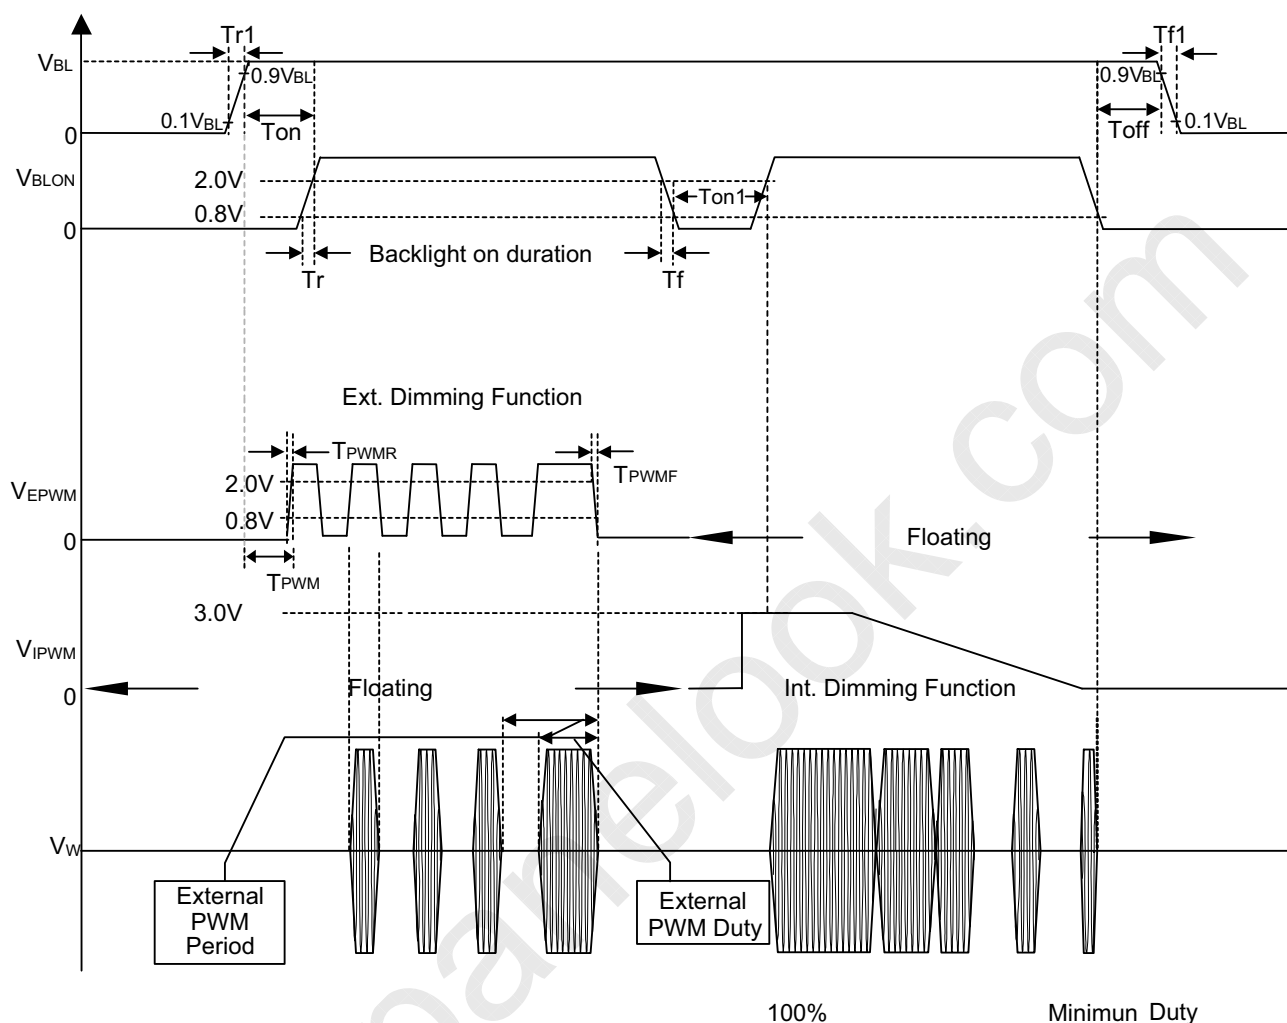 Tr1
Tf1
VBL
0.9VBL
0.9VBL
0.1VBL
Ton
Toff
0.1VBL
0
VBLON
2.0V
Ton1
0.8V
0
Backlight on duration
Tr
Tf
Ext. Dimming Function
TPWMR
TPWMF
VEPWM
2.0V
0.8V
0
Floating
TPWM
3.0V
VIPWM
0
Floating
Int. Dimming Function
VW
External
PWM
Period
External
PWM Duty
100%
Minimun Duty
panelook.com